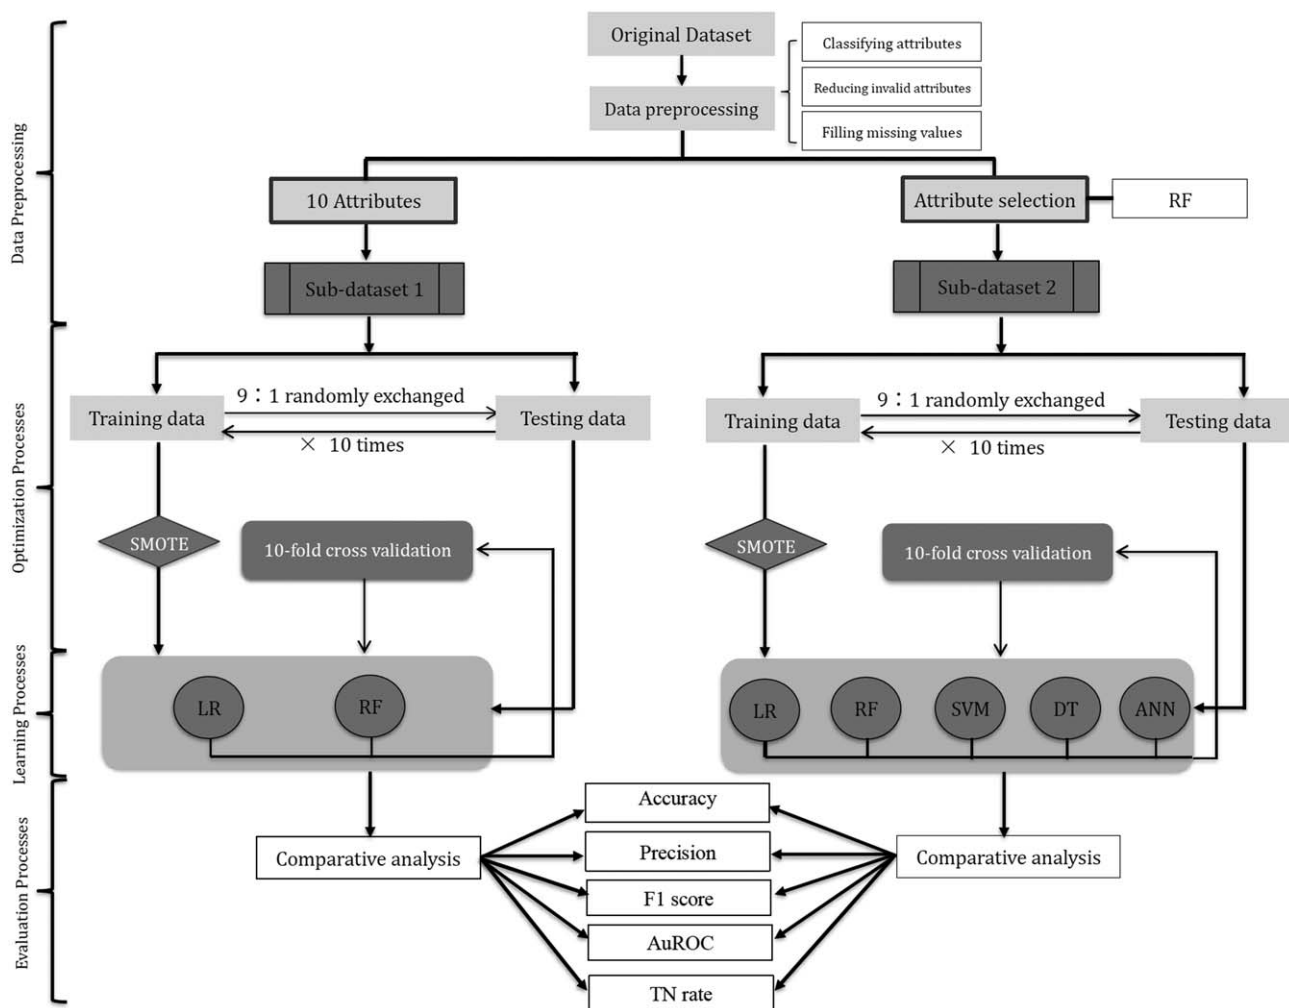 Data Preprocessing
Original Dataset
Data preprocessing
Classifying attributes
Reducing invalid attributes
Filling missing values
10 Attributes
Attribute selection
RF
Sub-dataset 1
Sub-dataset 2
Optimization Processes
Training data
9：1 randomly exchanged
× 10 times
Testing data
Training data
9：1 randomly exchanged
× 10 times
Testing data
SMOTE
10-fold cross validation
SMOTE
10-fold cross validation
Learning Processes
LR
RF
LR
RF
SVM
DT
ANN
Evaluation Processes
Comparative analysis
Accuracy
Precision
F1 score
AuROC
TN rate
Comparative analysis